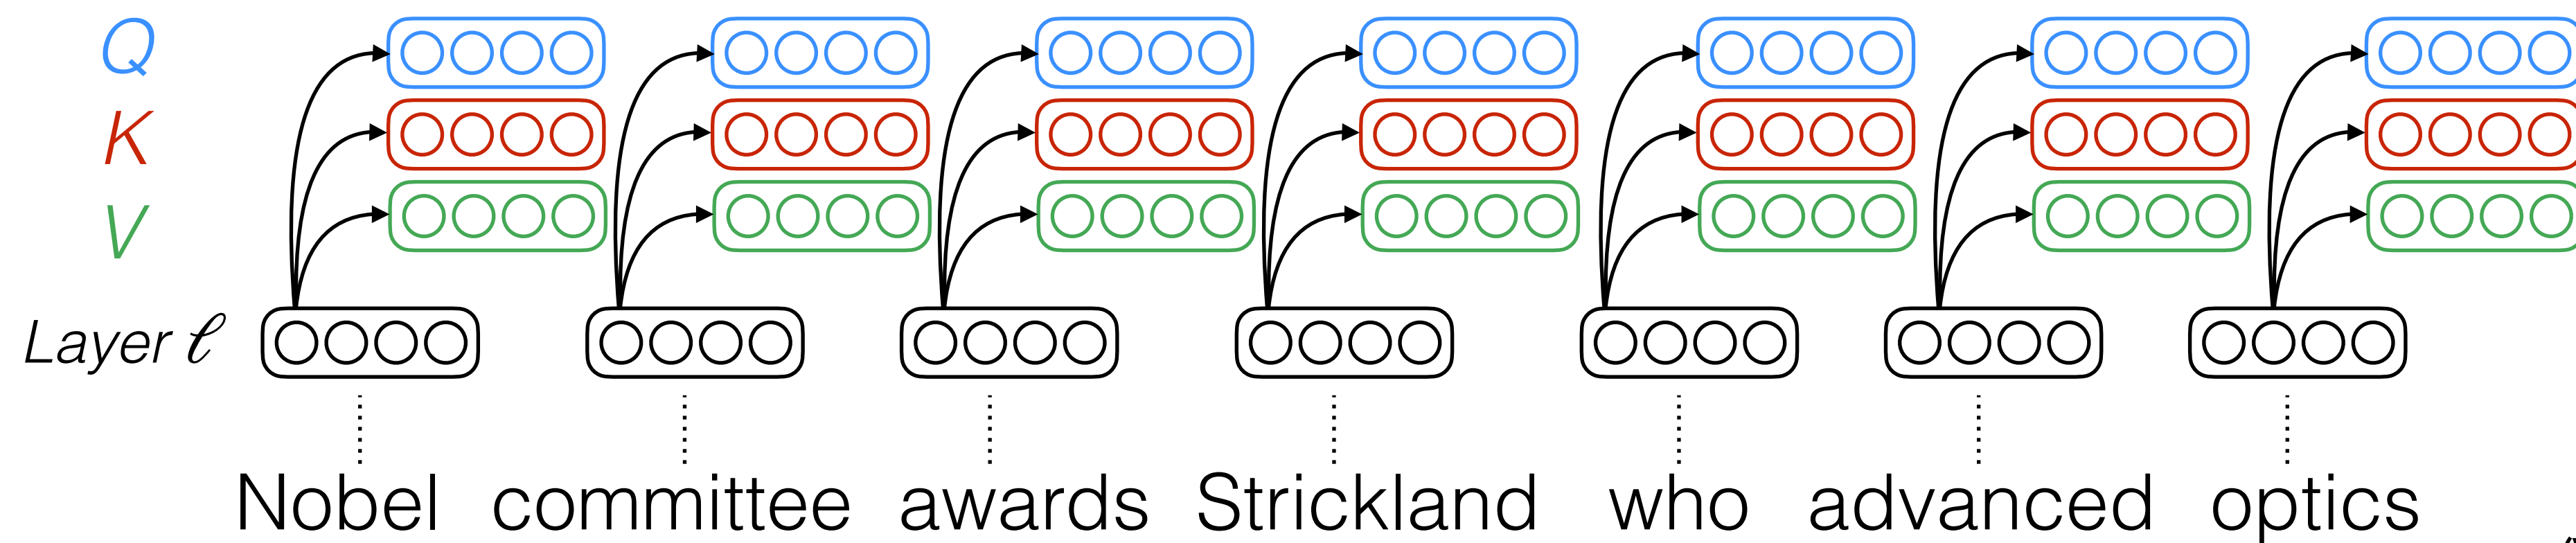 Q
K
V
Layer ℓ
Nobel committee awards Strickland who advanced optics